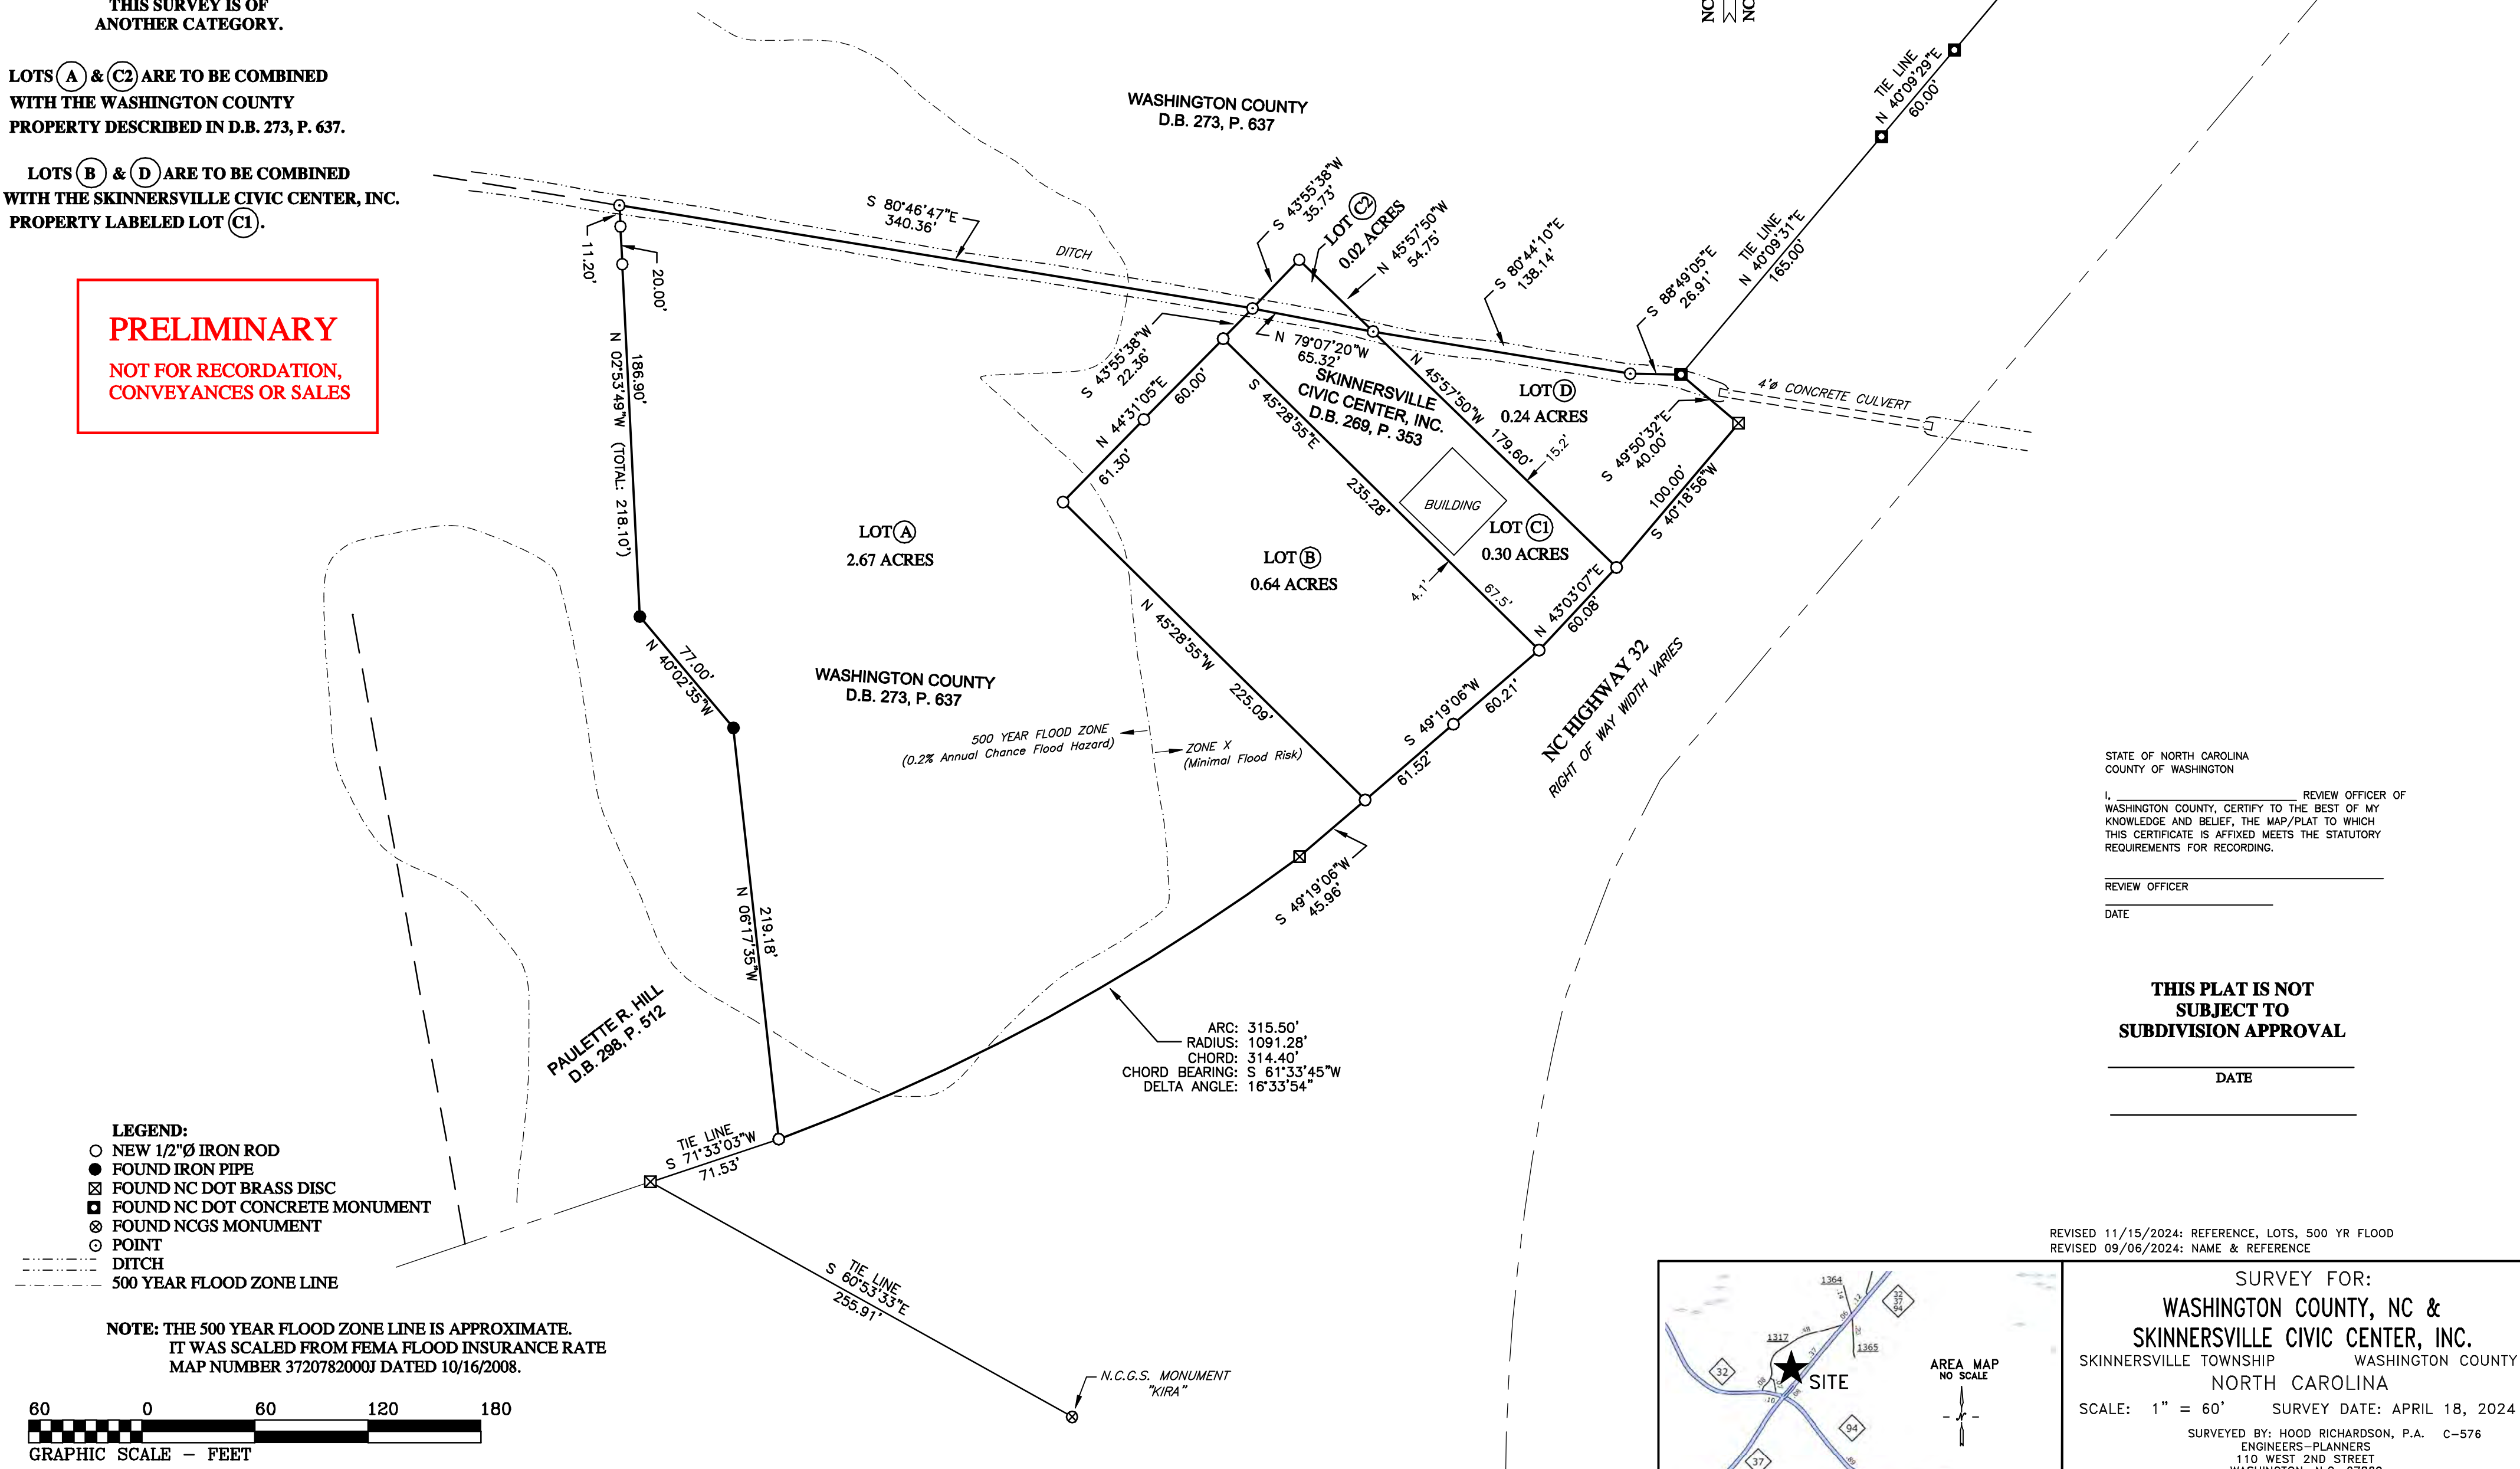 THIS SURVEY IS OF
ANOTHER CATEGORY.
LOTS A & C2 ARE TO BE COMBINED
WITH THE WASHINGTON COUNTY
PROPERTY DESCRIBED IN D.B. 273, P. 637.
LOTS B & D ARE TO BE COMBINED
WITH THE SKINNERSVILLE CIVIC CENTER, INC.
PROPERTY LABELED LOT C1.
PRELIMINARY
NOT FOR RECORDATION,
CONVEYANCES OR SALES
NC
NC
WASHINGTON COUNTY
D.B. 273, P. 637
TIE LINE
N 40°09'29"E
60.00'
TIE LINE
N 40°09'31"E
165.00'
S 80°46'47"E
340.36'
DITCH
S 43°55'38"W
35.73'
LOT C2
0.02 ACRES
N 45°57'50"W
54.75'
S 80°44'10"E
138.14'
S 88°49'05"E
26.91'
4'ø CONCRETE CULVERT
11.20'
20.00'
186.90'
N 02°53'49"W (TOTAL: 218.10')
S 43°55'38"W
22.36'
N 79°07'20"W
65.32'
N 44°31'05"E
60.00'
61.30'
SKINNERSVILLE
CIVIC CENTER, INC.
D.B. 269, P. 353
S 45°28'55"E
235.28'
N 45°57'50"W
179.60'
15.2'
LOT D
0.24 ACRES
S 49°50'32"E
40.00'
100.00'
S 40°18'56"W
BUILDING
LOT C1
0.30 ACRES
LOT A
2.67 ACRES
LOT B
0.64 ACRES
4.1'
67.5'
N 43°03'07"E
60.08'
N 45°28'55"W
225.09'
77.00'
N 40°02'35"W
WASHINGTON COUNTY
D.B. 273, P. 637
500 YEAR FLOOD ZONE
(0.2% Annual Chance Flood Hazard)
ZONE X
(Minimal Flood Risk)
S 49°19'06"W
60.21'
61.52'
NC HIGHWAY 32
RIGHT OF WAY WIDTH VARIES
S 49°19'06"W
45.96'
219.18'
N 06°17'35"W
PAULETTE R. HILL
D.B. 298, P. 512
ARC: 315.50'
RADIUS: 1091.28'
CHORD: 314.40'
CHORD BEARING: S 61°33'45"W
DELTA ANGLE: 16°33'54"
TIE LINE
S 71°33'03"W
71.53'
TIE LINE
S 60°53'33"E
255.91'
N.C.G.S. MONUMENT
"KIRA"
STATE OF NORTH CAROLINA
COUNTY OF WASHINGTON
I, REVIEW OFFICER OF
WASHINGTON COUNTY, CERTIFY TO THE BEST OF MY
KNOWLEDGE AND BELIEF, THE MAP/PLAT TO WHICH
THIS CERTIFICATE IS AFFIXED MEETS THE STATUTORY
REQUIREMENTS FOR RECORDING.
REVIEW OFFICER
DATE
THIS PLAT IS NOT
SUBJECT TO
SUBDIVISION APPROVAL
DATE
LEGEND:
NEW 1/2"Ø IRON ROD
FOUND IRON PIPE
FOUND NC DOT BRASS DISC
FOUND NC DOT CONCRETE MONUMENT
FOUND NCGS MONUMENT
POINT
DITCH
500 YEAR FLOOD ZONE LINE
NOTE: THE 500 YEAR FLOOD ZONE LINE IS APPROXIMATE.
IT WAS SCALED FROM FEMA FLOOD INSURANCE RATE
MAP NUMBER 3720782000J DATED 10/16/2008.
60 0 60 120 180
GRAPHIC SCALE – FEET
REVISED 11/15/2024: REFERENCE, LOTS, 500 YR FLOOD
REVISED 09/06/2024: NAME & REFERENCE
1364
.14
.12
32
37
94
.06
1317
.48
.20
1365
.37
32
SITE
.08
.10
94
37
.89
AREA MAP
NO SCALE
N
SURVEY FOR:
WASHINGTON COUNTY, NC &
SKINNERSVILLE CIVIC CENTER, INC.
SKINNERSVILLE TOWNSHIP WASHINGTON COUNTY
NORTH CAROLINA
SCALE: 1" = 60' SURVEY DATE: APRIL 18, 2024
SURVEYED BY: HOOD RICHARDSON, P.A. C-576
ENGINEERS-PLANNERS
110 WEST 2ND STREET